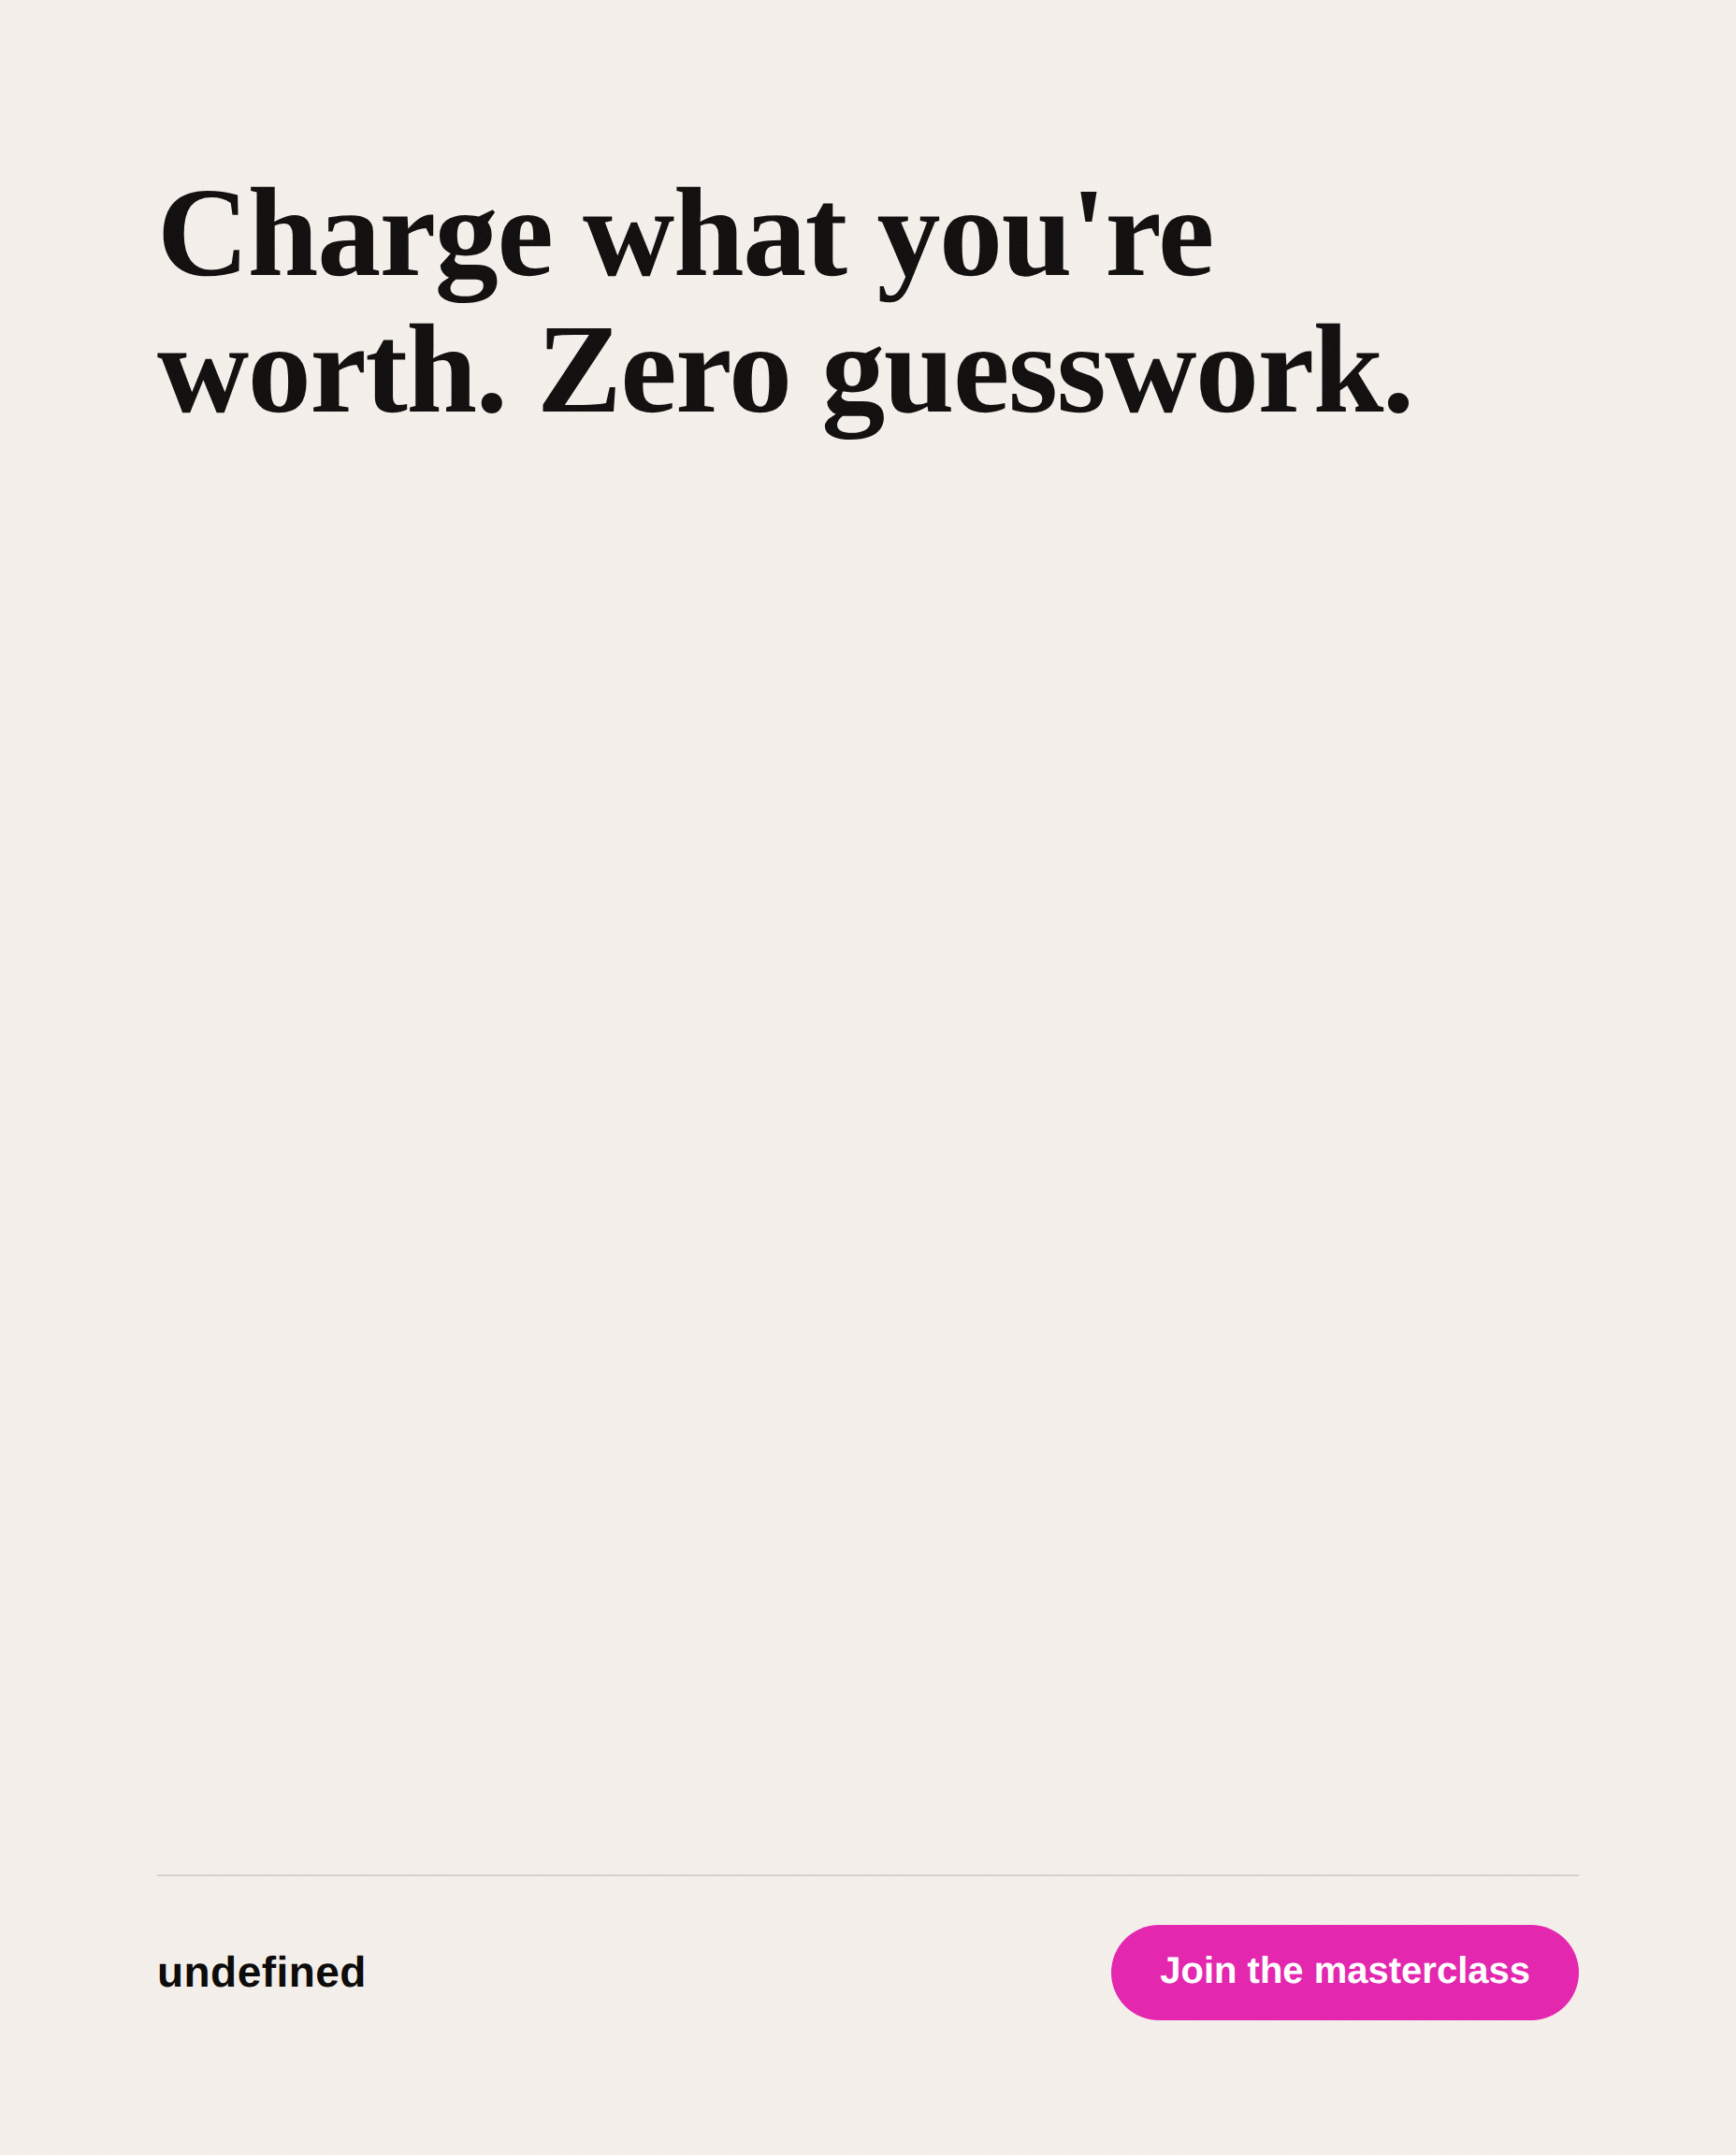 Charge what you're
worth. Zero guesswork.
undefined
Join the masterclass